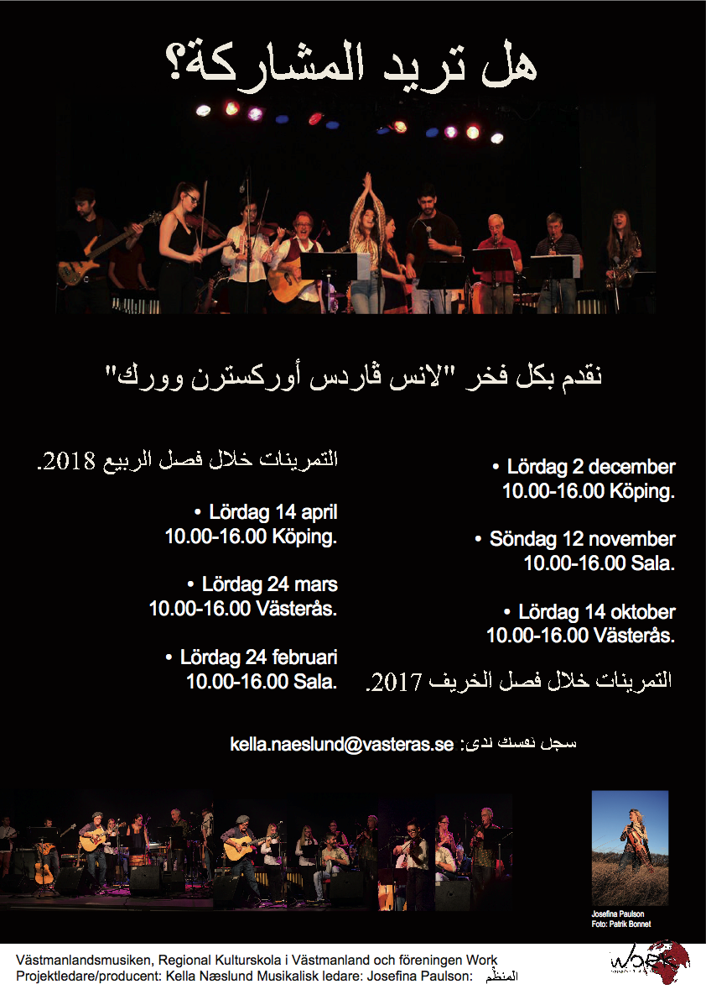 هل تريد المشاركة؟
نقدم بكل فخر "لانس ڤاردس أوركسترن وورك"
• Lördag 2 december
10.00-16.00 Köping.
• Söndag 12 november
10.00-16.00 Sala.
• Lördag 14 oktober
10.00-16.00 Västerås.
التمرينات خلال فصل الخريف 2017.
التمرينات خلال فصل الربيع 2018.
• Lördag 14 april
10.00-16.00 Köping.
• Lördag 24 mars
10.00-16.00 Västerås.
• Lördag 24 februari
10.00-16.00 Sala.
سجل نفسك لدى: kella.naeslund@vasteras.se
Josefina Paulson
Foto: Patrik Bonnet
Västmanlandsmusiken, Regional Kulturskola i Västmanland och föreningen Work
Projektledare/producent: Kella Næslund Musikalisk ledare: Josefina Paulson: المنظّم
Work